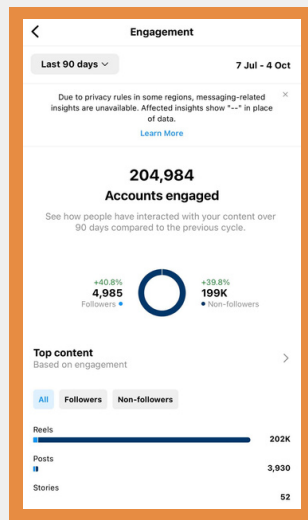 Engagement
Last 90 days
7 Jul - 4 Oct
Due to privacy rules in some regions, messaging-related
insights are unavailable. Affected insights show "--" in place
of data.
Learn More
204,984
Accounts engaged
See how people have interacted with your content over
90 days compared to the previous cycle.
+40.8%
4,985
Followers
+39.8%
199K
Non-followers
Top content
Based on engagement
All Followers Non-followers
Reels
202K
Posts
3,930
Stories
52